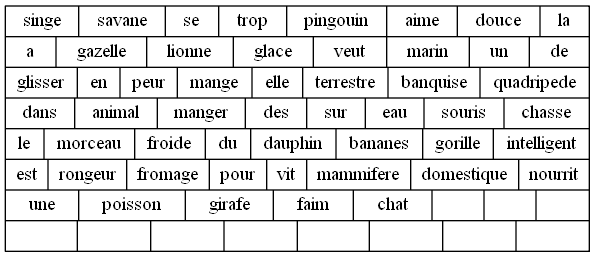 singe savane se trop pingouin aime douce la
a gazelle lionne glace veut marin un de
glisser en peur mange elle terrestre banquise quadripede
dans animal manger des sur eau souris chasse
le morceau froide du dauphin bananes gorille intelligent
est rongeur fromage pour vit mammifere domestique nourrit
une poisson girafe faim chat